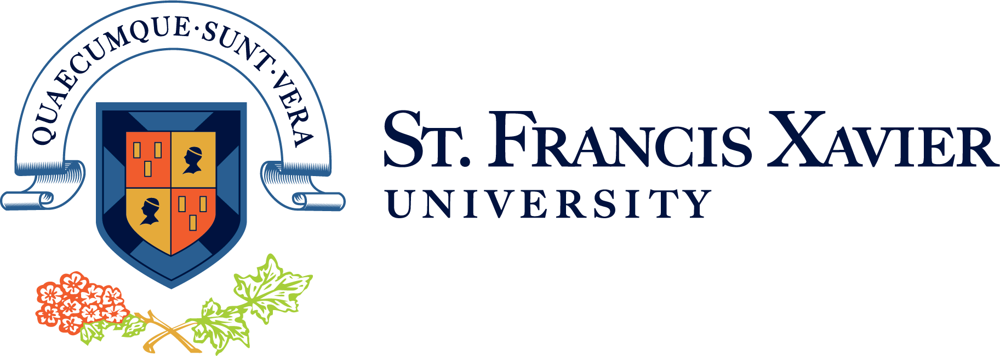 QUAECUMQUE·SUNT·VERA
ST. FRANCIS XAVIER
UNIVERSITY